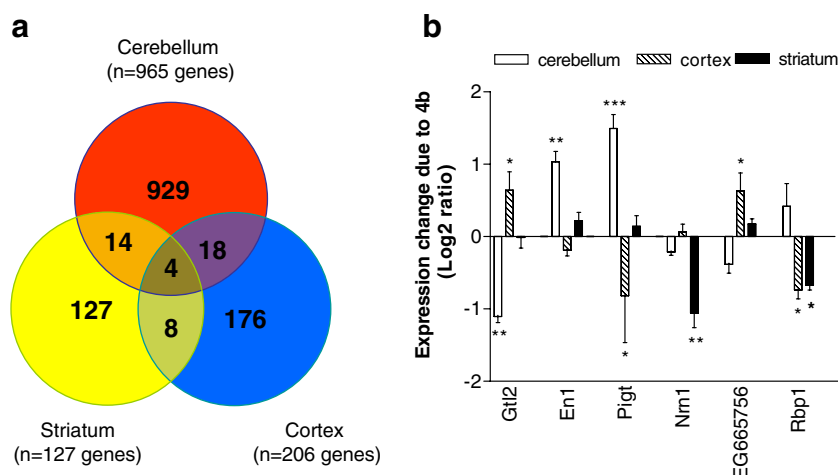 a
Cerebellum
(n=965 genes)
929
14
18
4
127
8
176
Striatum
(n=127 genes)
Cortex
(n=206 genes)
b
cerebellum
cortex
striatum
Expression change due to 4b
(Log2 ratio)
2
1
0
-1
-2
*
**
**
***
*
**
*
*
*
Gtl2
En1
Pigt
Nrn1
EG665756
Rbp1